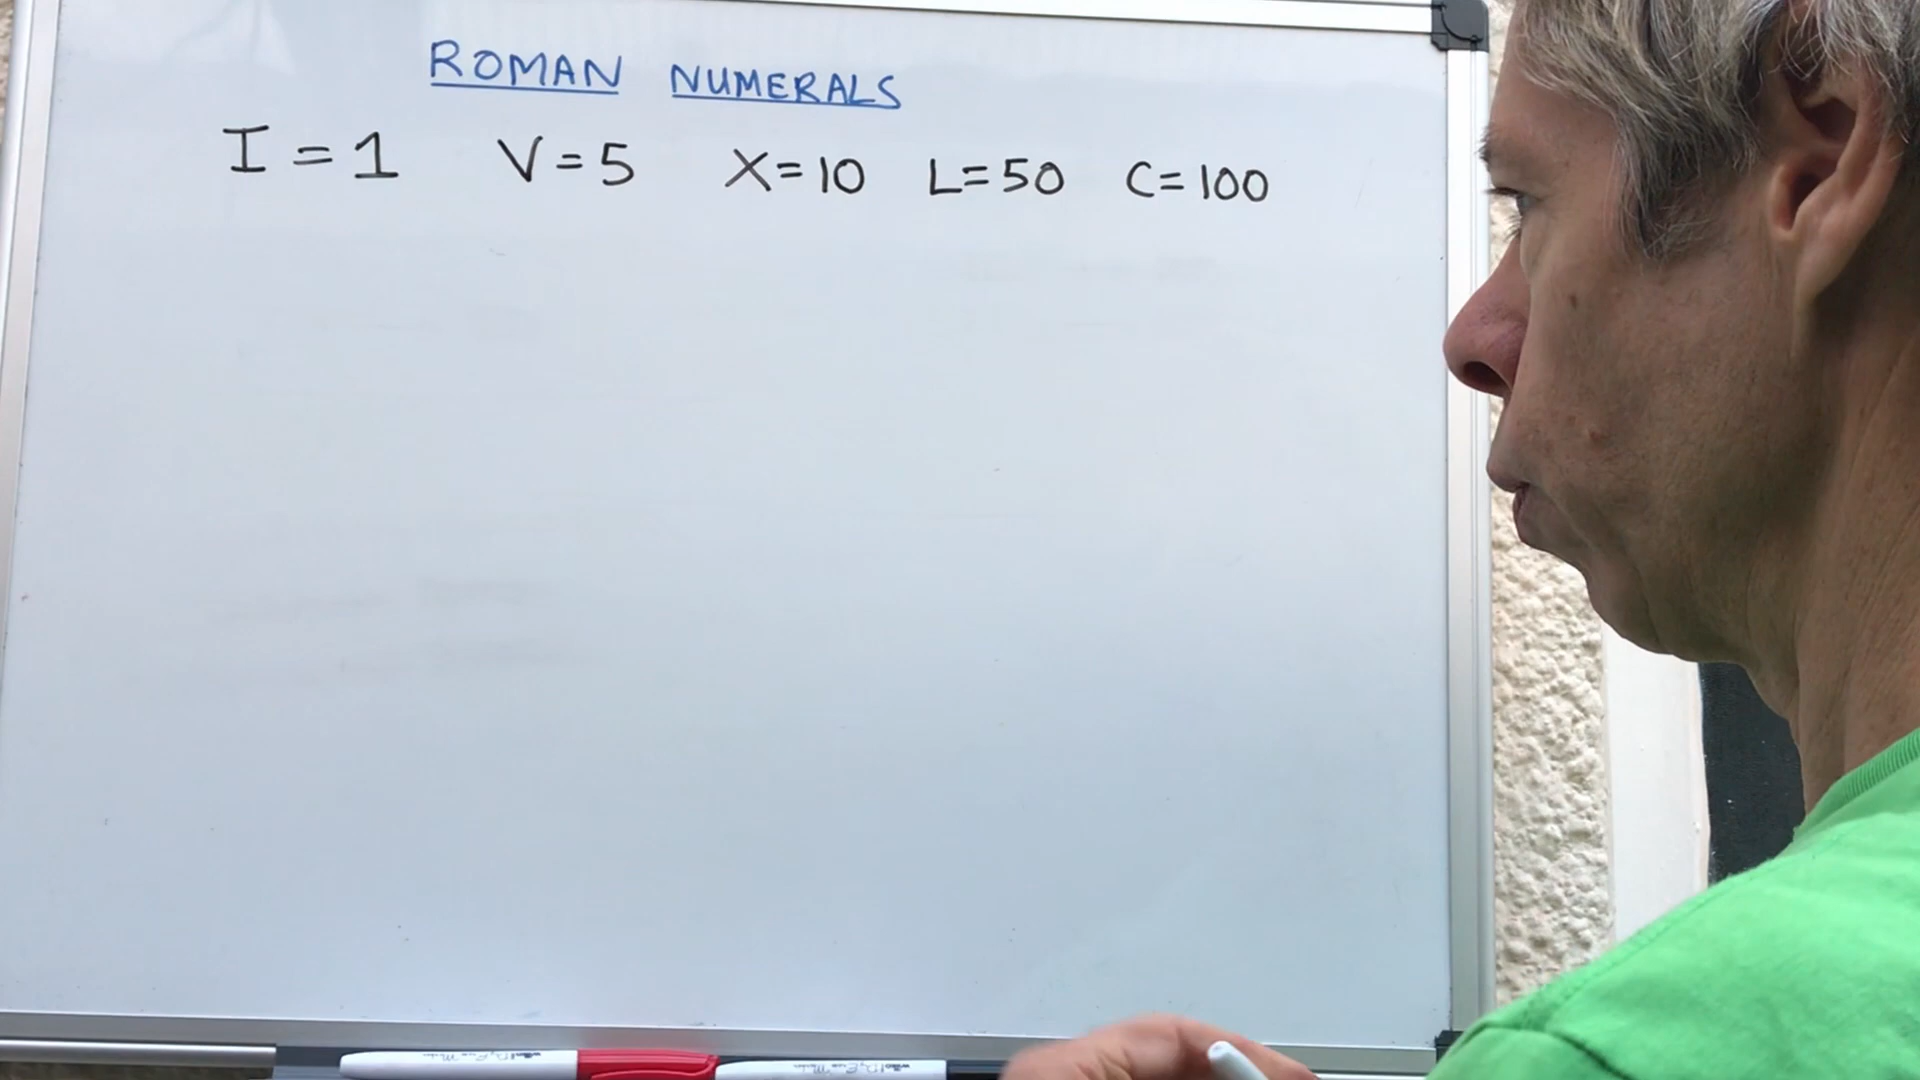 ROMAN NUMERALS
I = 1 V = 5 X = 10 L = 50 C = 100